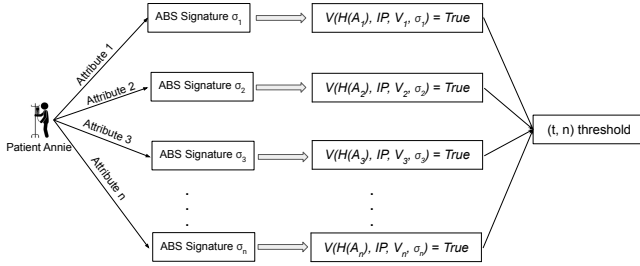 ABS Signature σ₁
V(H(A₁), IP, V₁, σ₁) = True
Attribute 1
ABS Signature σ₂
V(H(A₂), IP, V₂, σ₂) = True
Attribute 2
(t, n) threshold
Patient Annie
Attribute 3
ABS Signature σ₃
V(H(A₃), IP, V₃, σ₃) = True
Attribute n
.
.
.
.
.
.
ABS Signature σₙ
V(H(Aₙ), IP, Vₙ, σₙ) = True